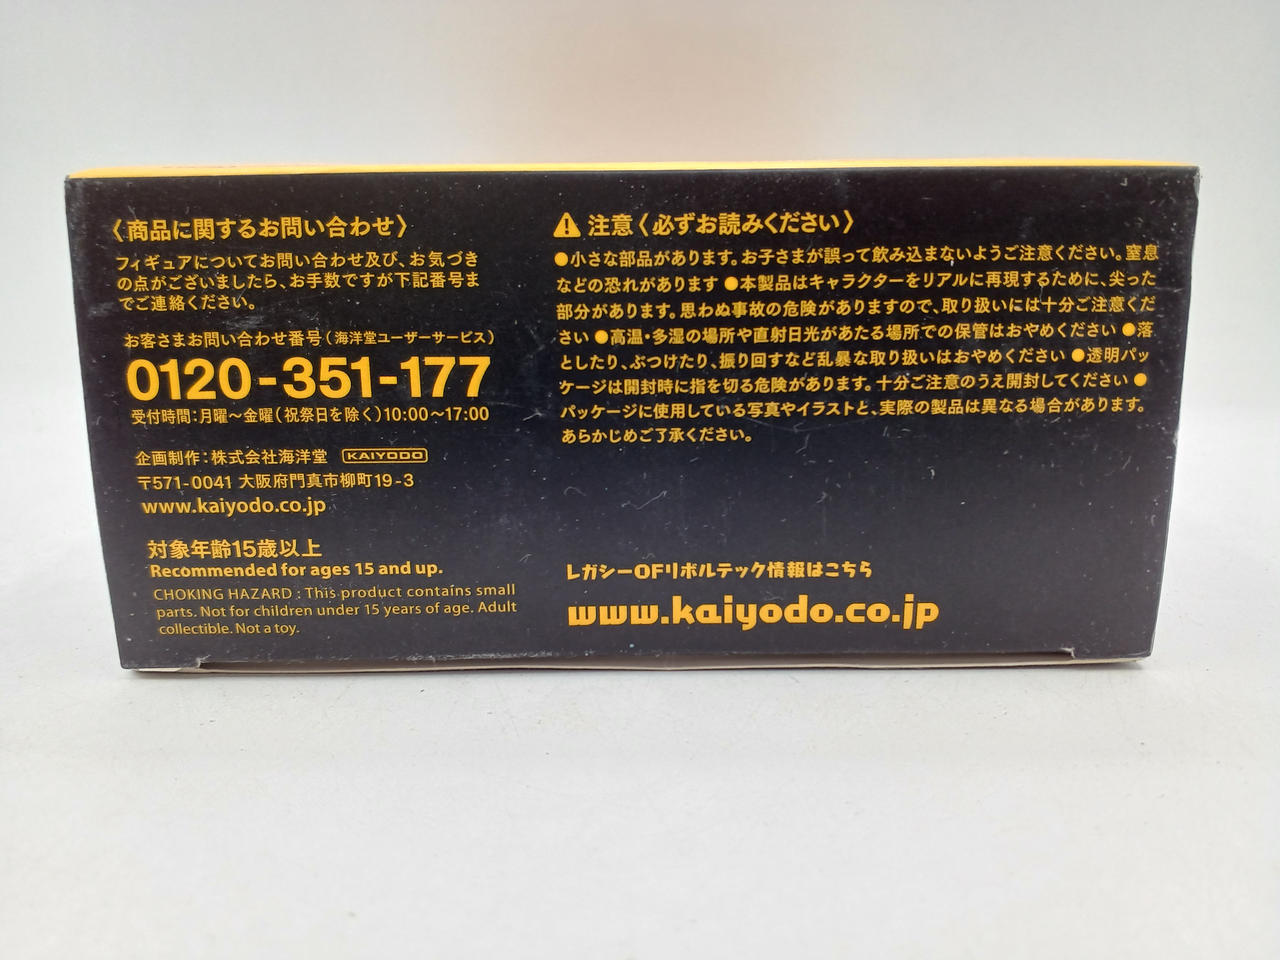 〈商品に関するお問い合わせ〉
フィギュアについてお問い合わせ及び、お気づき
の点がございましたら、お手数ですが下記番号ま
でご連絡ください。
お客さまお問い合わせ番号(海洋堂ユーザーサービス)
0120-351-177
受付時間:月曜〜金曜(祝祭日を除く)10:00〜17:00
企画制作:株式会社海洋堂 KAIYODO
〒571-0041 大阪府門真市柳町19-3
www.kaiyodo.co.jp
対象年齢15歳以上
Recommended for ages 15 and up.
CHOKING HAZARD : This product contains small
parts. Not for children under 15 years of age. Adult
collectible. Not a toy.
⚠ 注意〈必ずお読みください〉
●小さな部品があります。お子さまが誤って飲み込まないようご注意ください。窒息
などの恐れがあります ●本製品はキャラクターをリアルに再現するために、尖った
部分があります。思わぬ事故の危険がありますので、取り扱いには十分ご注意くだ
さい ●高温・多湿の場所や直射日光があたる場所での保管はおやめください ●落
としたり、ぶつけたり、振り回すなど乱暴な取り扱いはおやめください ●透明パッ
ケージは開封時に指を切る危険があります。十分ご注意のうえ開封してください ●
パッケージに使用している写真やイラストと、実際の製品は異なる場合があります。
あらかじめご了承ください。
レガシーOFリボルテック情報はこちら
www.kaiyodo.co.jp